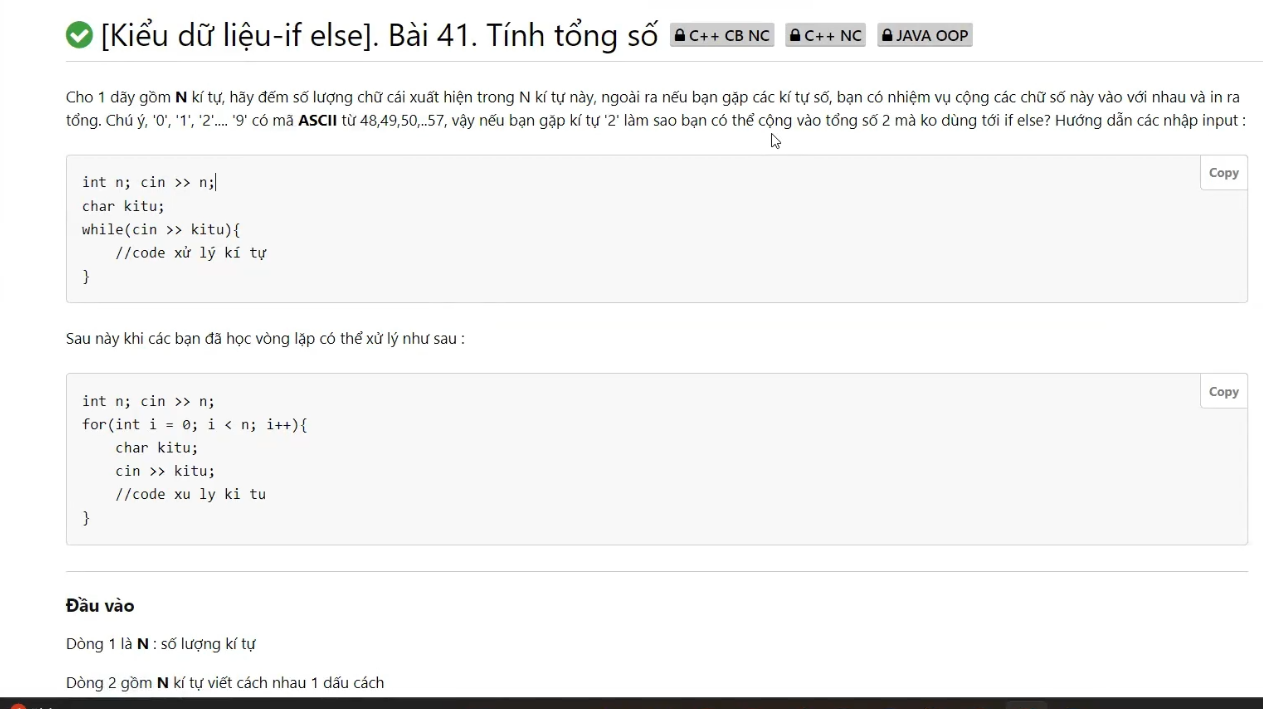 [Kiểu dữ liệu-if else]. Bài 41. Tính tổng số C++ CB NC C++ NC JAVA OOP
Cho 1 dãy gồm N kí tự, hãy đếm số lượng chữ cái xuất hiện trong N kí tự này, ngoài ra nếu bạn gặp các kí tự số, bạn có nhiệm vụ cộng các chữ số này vào với nhau và in ra
tổng. Chú ý, '0', '1', '2'.... '9' có mã ASCII từ 48,49,50,..57, vậy nếu bạn gặp kí tự '2' làm sao bạn có thể cộng vào tổng số 2 mà ko dùng tới if else? Hướng dẫn các nhập input :
Copy
int n; cin >> n;
char kitu;
while(cin >> kitu){
//code xử lý kí tự
}
Sau này khi các bạn đã học vòng lặp có thể xử lý như sau :
Copy
int n; cin >> n;
for(int i = 0; i < n; i++){
char kitu;
cin >> kitu;
//code xu ly ki tu
}
Đầu vào
Dòng 1 là N : số lượng kí tự
Dòng 2 gồm N kí tự viết cách nhau 1 dấu cách